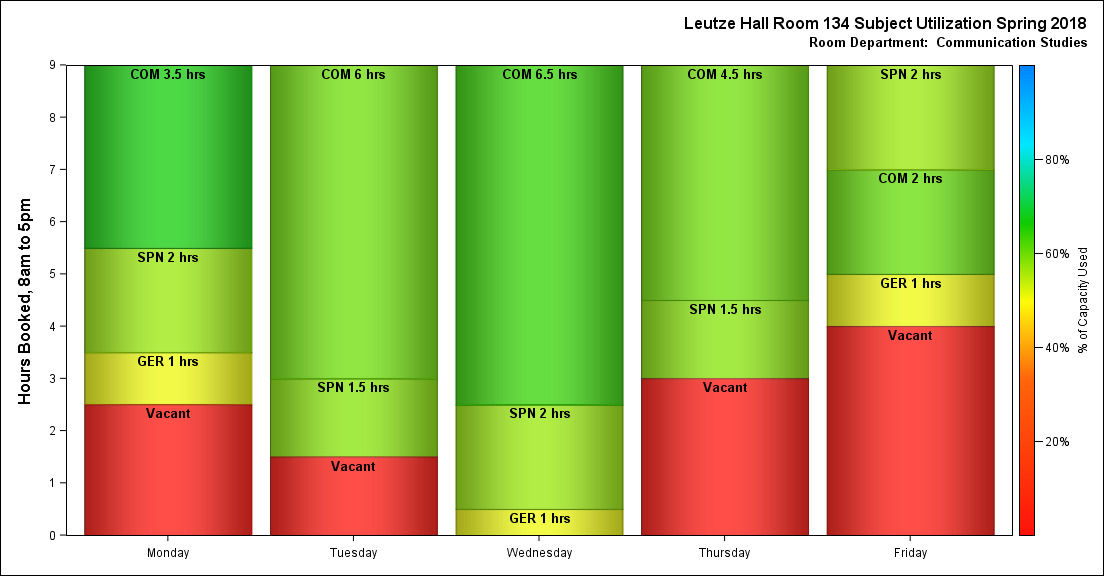 Leutze Hall Room 134 Subject Utilization Spring 2018
Room Department:  Communication Studies
Hours Booked, 8am to 5pm
9
8
7
6
5
4
3
2
1
0
COM 3.5 hrs
SPN 2 hrs
GER 1 hrs
Vacant
COM 6 hrs
SPN 1.5 hrs
Vacant
COM 6.5 hrs
SPN 2 hrs
GER 1 hrs
COM 4.5 hrs
SPN 1.5 hrs
Vacant
SPN 2 hrs
COM 2 hrs
GER 1 hrs
Vacant
Monday
Tuesday
Wednesday
Thursday
Friday
80%
60%
40%
20%
% of Capacity Used